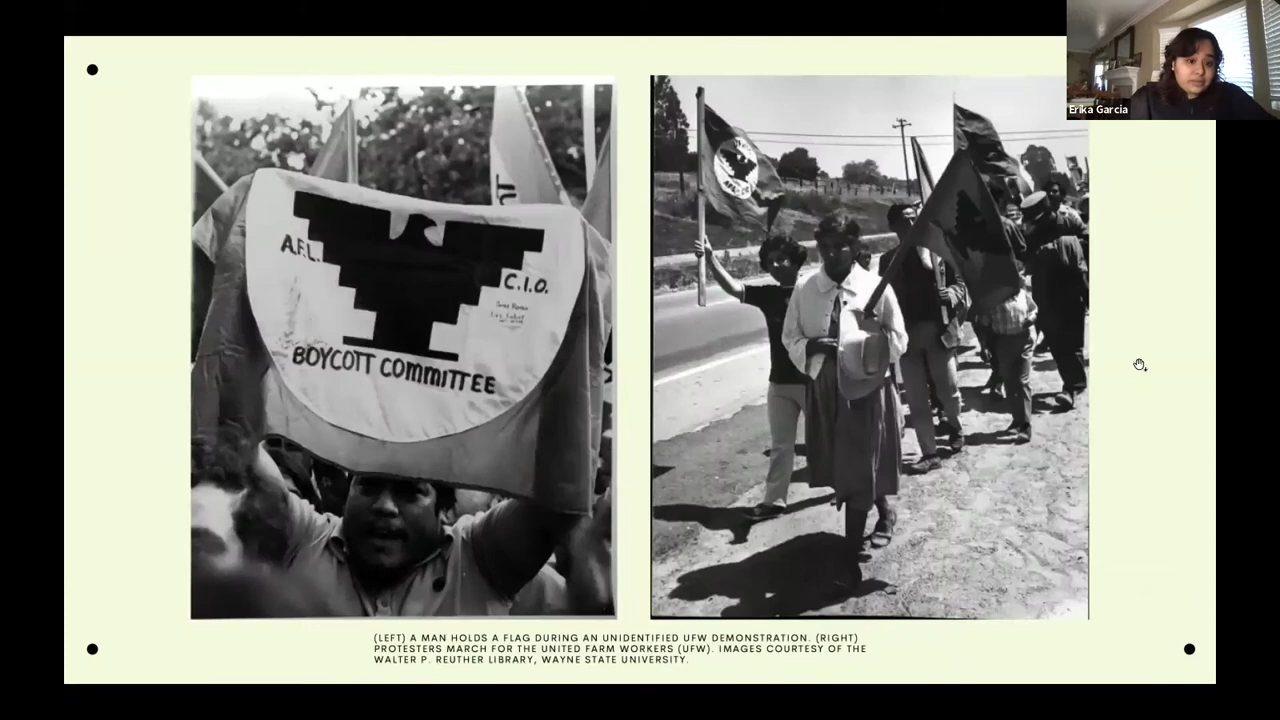 Erika Garcia
A.F.L.
C.I.O.
BOYCOTT COMMITTEE
(LEFT) A MAN HOLDS A FLAG DURING AN UNIDENTIFIED UFW DEMONSTRATION. (RIGHT)
PROTESTERS MARCH FOR THE UNITED FARM WORKERS (UFW). IMAGES COURTESY OF THE
WALTER P. REUTHER LIBRARY, WAYNE STATE UNIVERSITY.